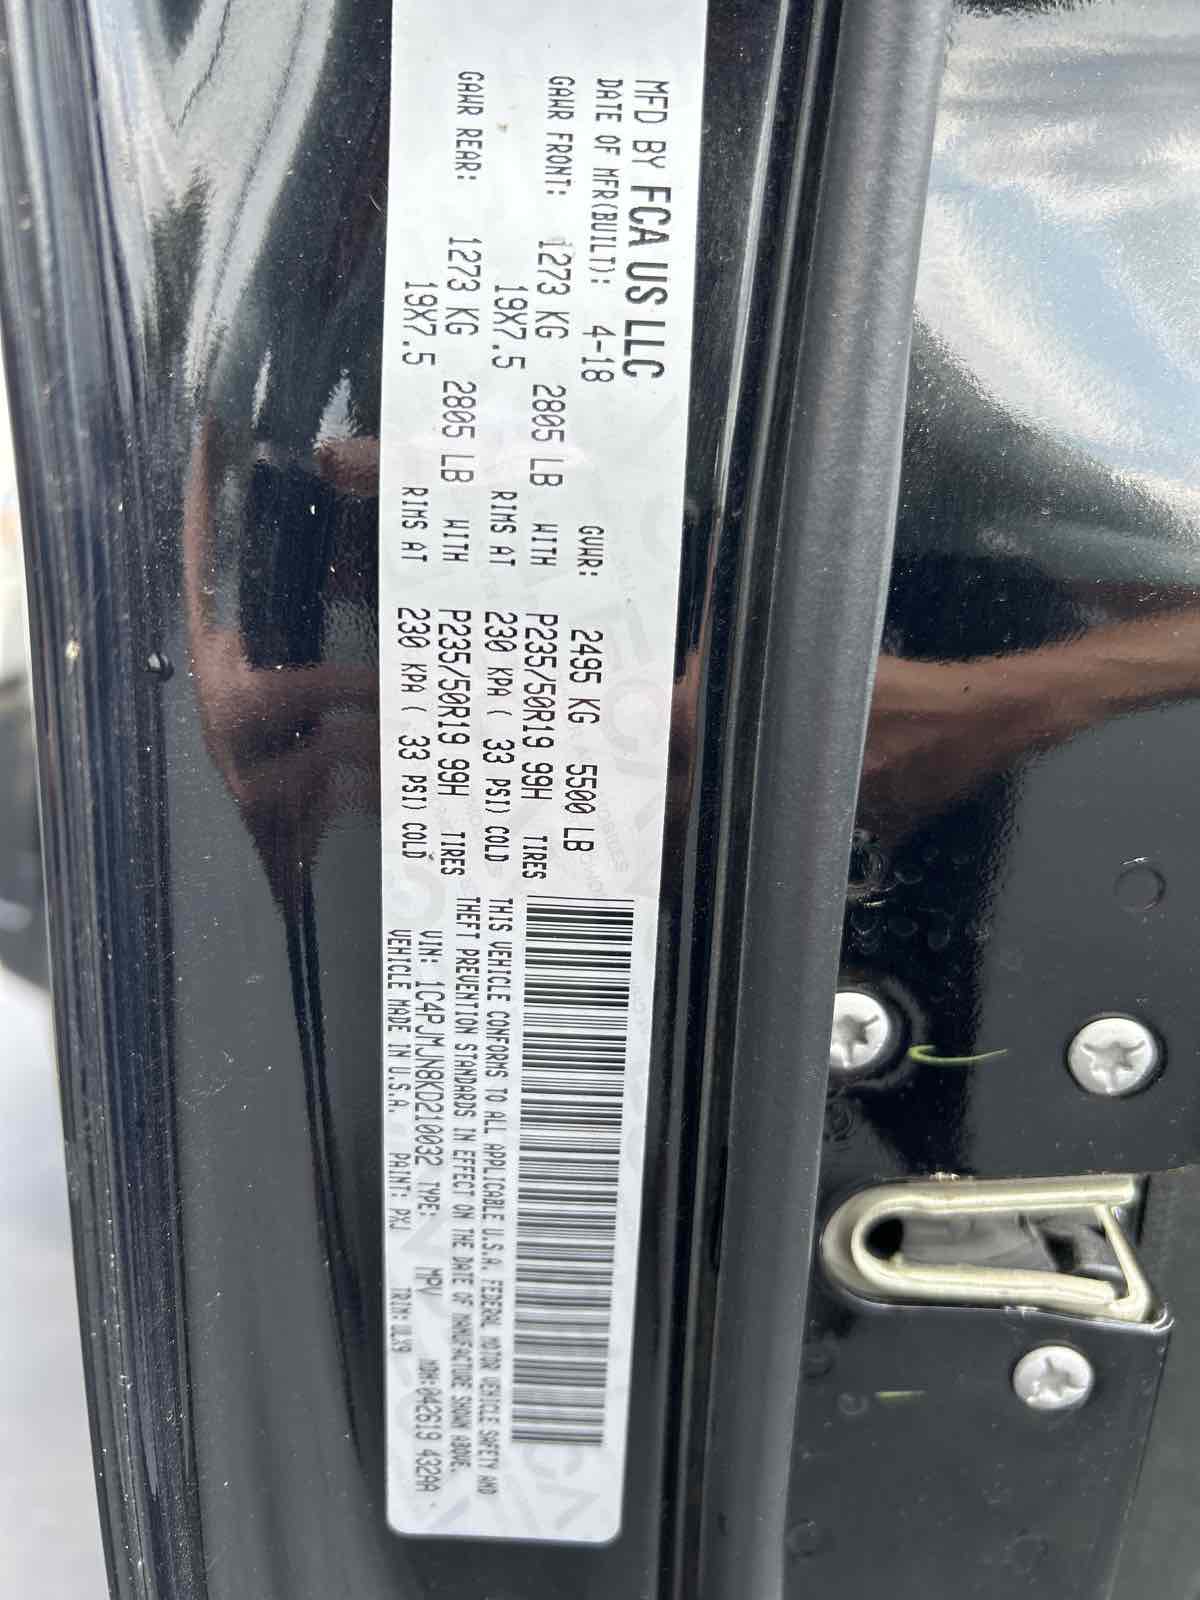 MFD BY FCA US LLC
DATE OF MFR(BUILT): 4-18 GVWR: 2495 KG 5500 LB
GAWR FRONT: 1273 KG 2805 LB WITH P235/50R19 99H TIRES
19X7.5 RIMS AT 230 KPA ( 33 PSI) COLD
GAWR REAR: 1273 KG 2805 LB WITH P235/50R19 99H TIRES
19X7.5 RIMS AT 230 KPA ( 33 PSI) COLD
THIS VEHICLE CONFORMS TO ALL APPLICABLE U.S.A. FEDERAL MOTOR VEHICLE SAFETY AND
THEFT PREVENTION STANDARDS IN EFFECT ON THE DATE OF MANUFACTURE SHOWN ABOVE.
VIN: 1C4PJMJN8KD210032 TYPE: MPV MDH:042619 432AA
VEHICLE MADE IN U.S.A. PAINT: PXJ TRIM:ULX9